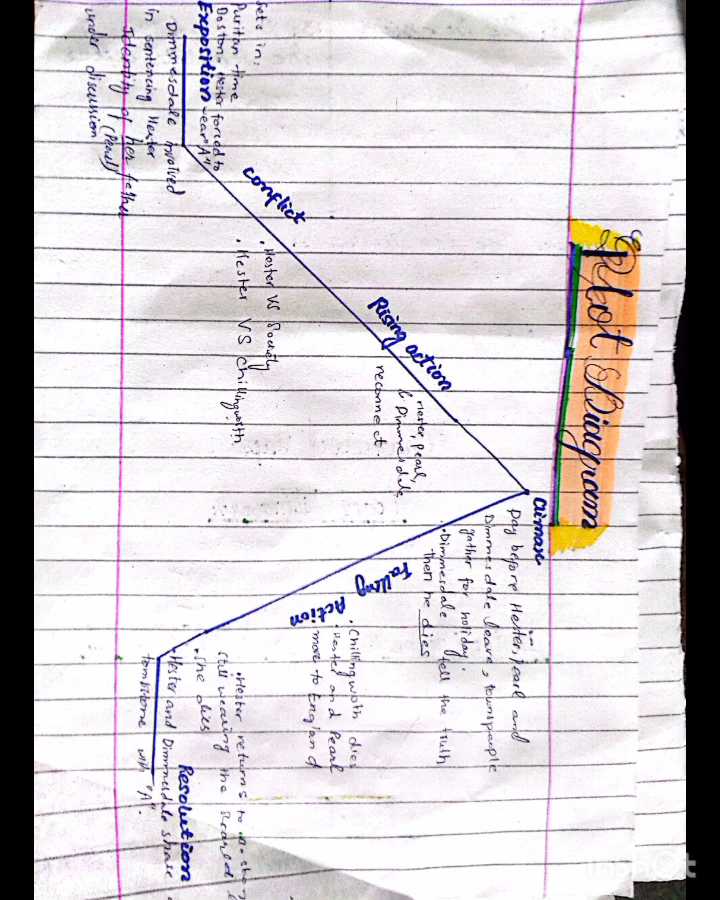 Plot Diagram
Sets in:
Puritan time
Boston. Hester forced to
wear "A"
Exposition
Dimmesdale involved
in sentencing Hester
Identity of her father
(Pearl)
under discussion
conflict
. Hester VS Society
. Hester VS chillingworth
Rising action
Hester, Pearl,
& Dimmesdale
reconnect
Climax
Day before Hester, Pearl and
Dimmesdale leave, townspeople
gather for holiday.
. Dimmesdale tell the truth
then he dies
Falling
Action
. Chillingwoth dies
. Hester and Pearl
move to England
. Hester returns to
still wearing the Scarled
. She dies
Resolution
. Hester and Dimmesdale share
tombstone with "A".